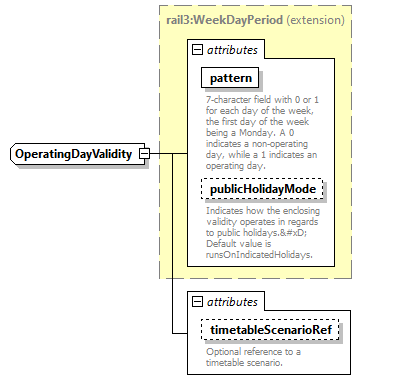 rail3:WeekDayPeriod (extension)
attributes
pattern
7-character field with 0 or 1
for each day of the week,
the first day of the week
being a Monday. A 0
indicates a non-operating
day, while a 1 indicates an
operating day.
OperatingDayValidity
publicHolidayMode
Indicates how the enclosing
validity operates in regards
to public holidays.&#xD;
Default value is
runsOnIndicatedHolidays.
attributes
timetableScenarioRef
Optional reference to a
timetable scenario.